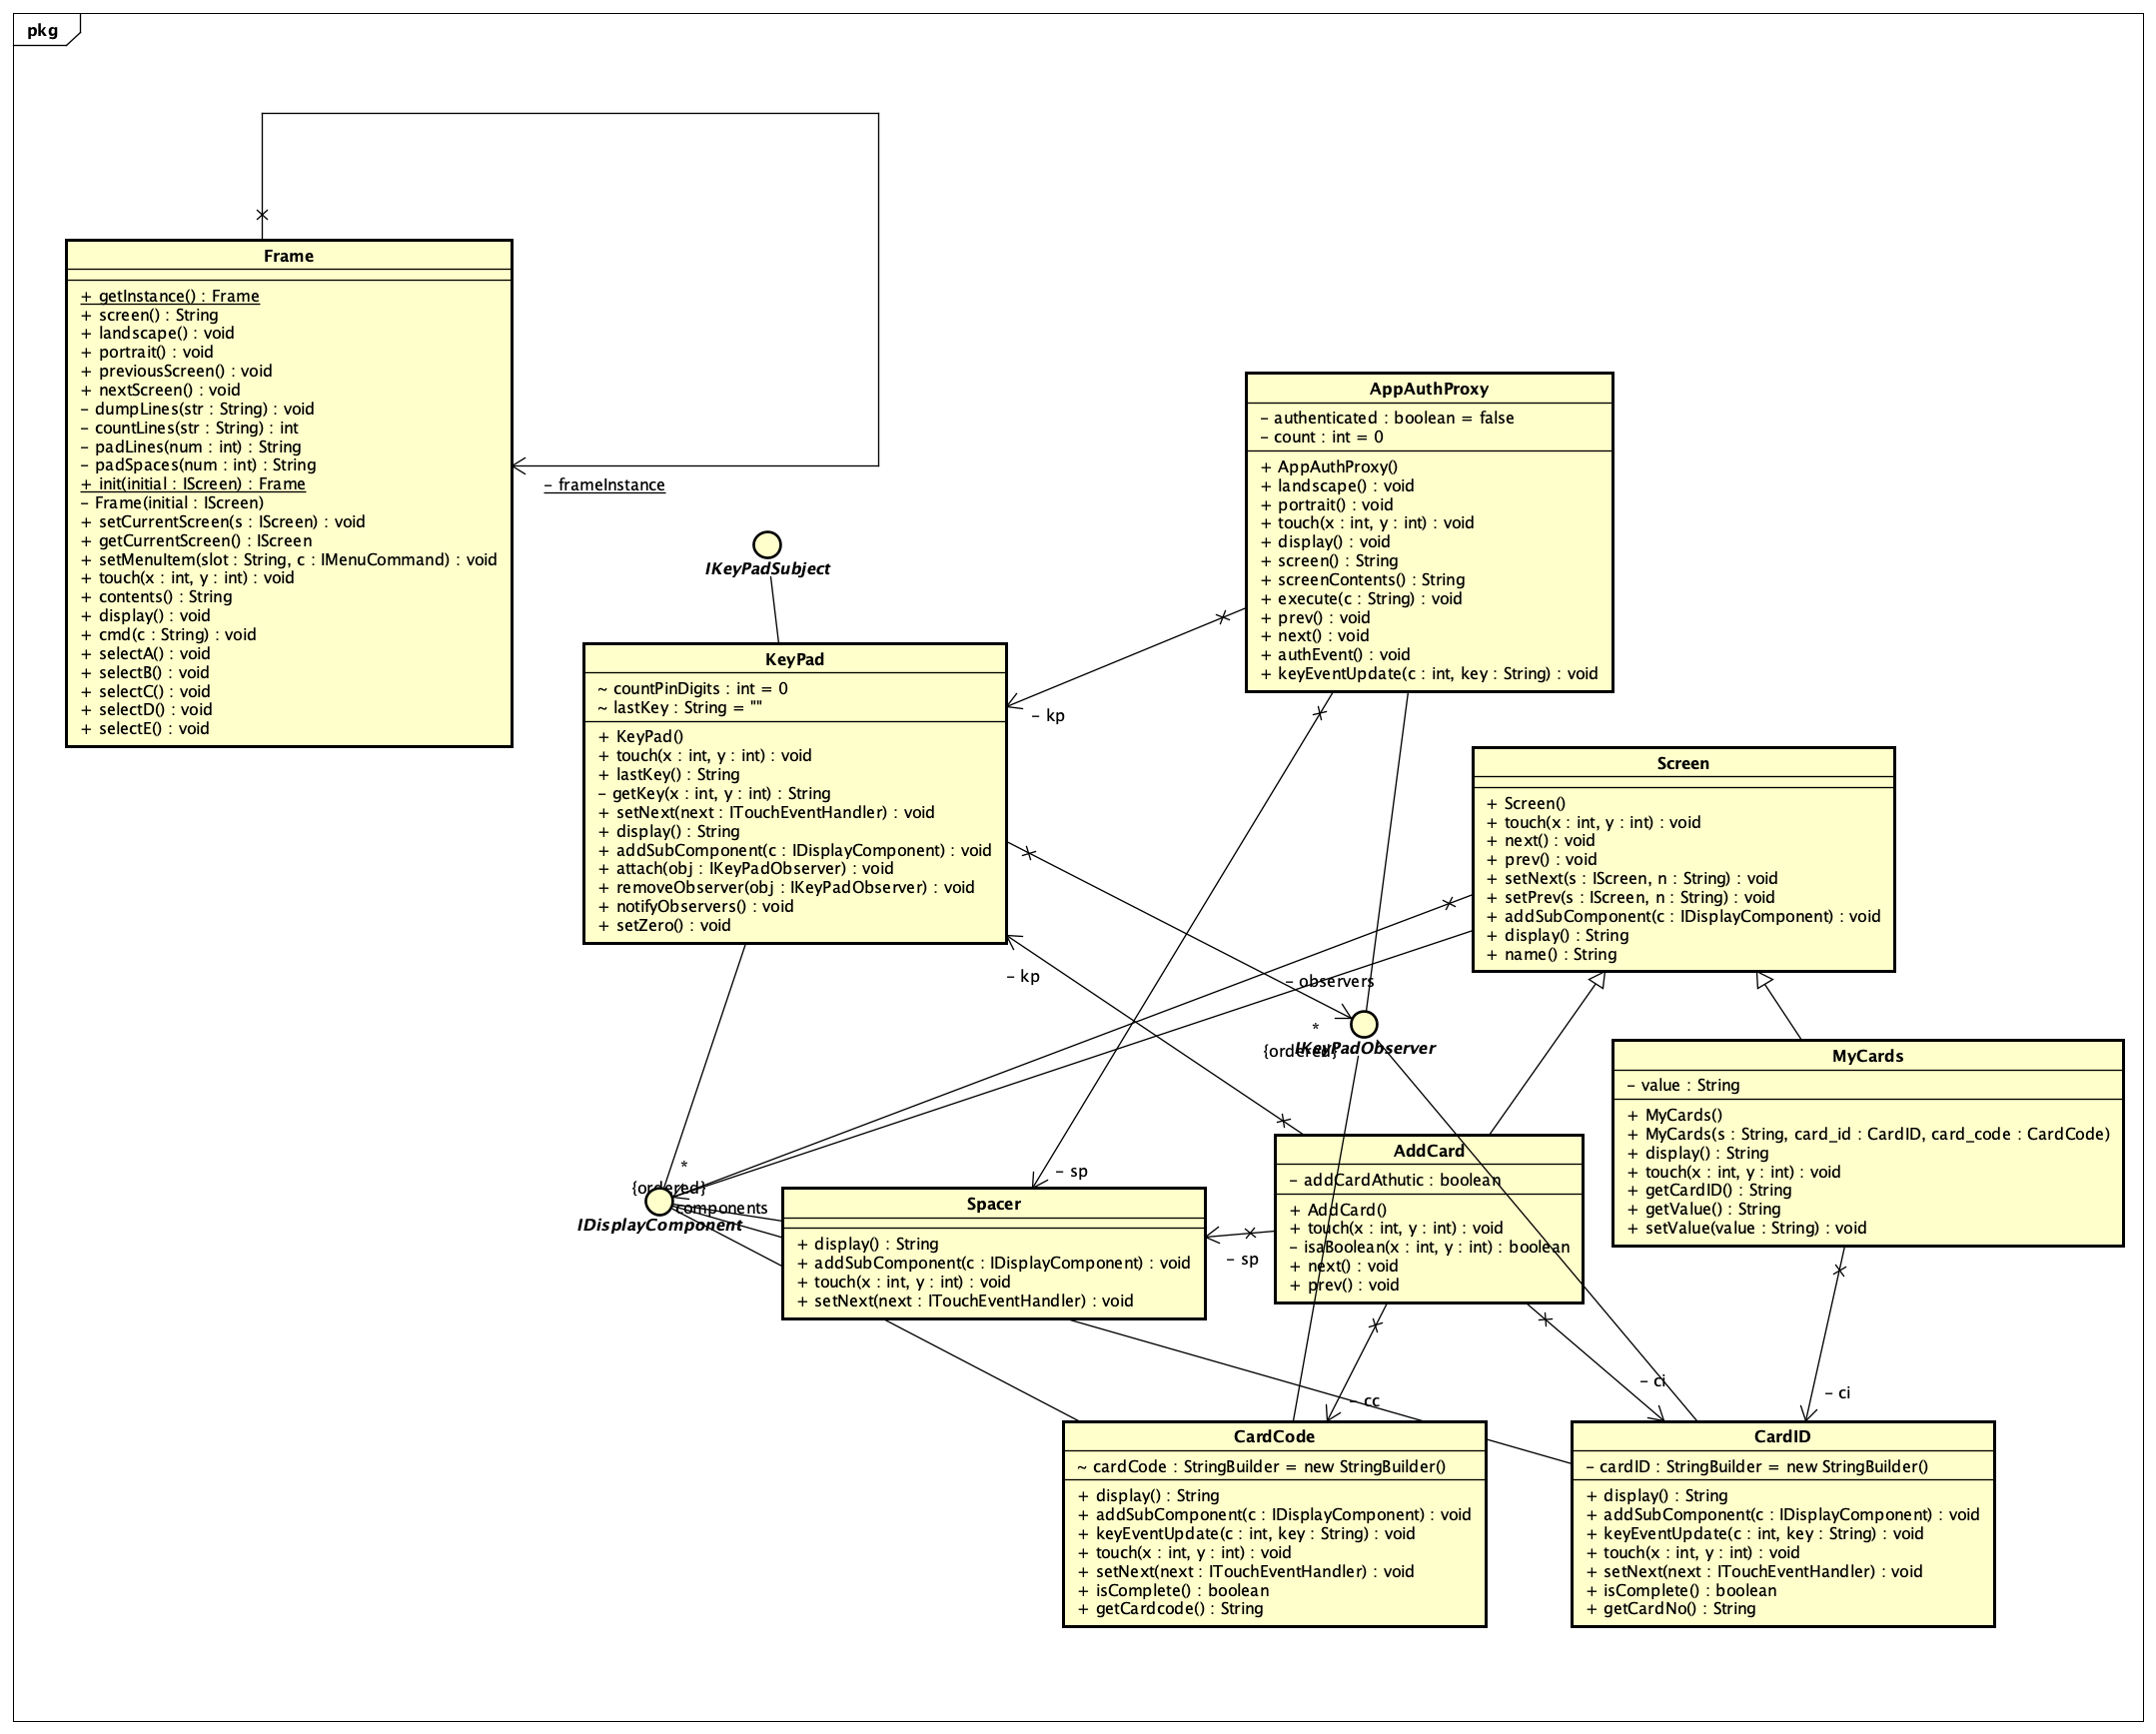 pkg
Frame
+ getInstance() : Frame
+ screen() : String
+ landscape() : void
+ portrait() : void
+ previousScreen() : void
+ nextScreen() : void
- dumpLines(str : String) : void
- countLines(str : String) : int
- padLines(num : int) : String
- padSpaces(num : int) : String
+ init(initial : IScreen) : Frame
- Frame(initial : IScreen)
+ setCurrentScreen(s : IScreen) : void
+ getCurrentScreen() : IScreen
+ setMenuItem(slot : String, c : IMenuCommand) : void
+ touch(x : int, y : int) : void
+ contents() : String
+ display() : void
+ cmd(c : String) : void
+ selectA() : void
+ selectB() : void
+ selectC() : void
+ selectD() : void
+ selectE() : void
- frameInstance
IKeyPadSubject
KeyPad
~ countPinDigits : int = 0
~ lastKey : String = ""
+ KeyPad()
+ touch(x : int, y : int) : void
+ lastKey() : String
- getKey(x : int, y : int) : String
+ setNext(next : ITouchEventHandler) : void
+ display() : String
+ addSubComponent(c : IDisplayComponent) : void
+ attach(obj : IKeyPadObserver) : void
+ removeObserver(obj : IKeyPadObserver) : void
+ notifyObservers() : void
+ setZero() : void
AppAuthProxy
- authenticated : boolean = false
- count : int = 0
+ AppAuthProxy()
+ landscape() : void
+ portrait() : void
+ touch(x : int, y : int) : void
+ display() : void
+ screen() : String
+ screenContents() : String
+ execute(c : String) : void
+ prev() : void
+ next() : void
+ authEvent() : void
+ keyEventUpdate(c : int, key : String) : void
- kp
Screen
+ Screen()
+ touch(x : int, y : int) : void
+ next() : void
+ prev() : void
+ setNext(s : IScreen, n : String) : void
+ setPrev(s : IScreen, n : String) : void
+ addSubComponent(c : IDisplayComponent) : void
+ display() : String
+ name() : String
- kp
- observers
*
{ordered}
IKeyPadObserver
MyCards
- value : String
+ MyCards()
+ MyCards(s : String, card_id : CardID, card_code : CardCode)
+ display() : String
+ touch(x : int, y : int) : void
+ getCardID() : String
+ getValue() : String
+ setValue(value : String) : void
AddCard
- addCardAthutic : boolean
+ AddCard()
+ touch(x : int, y : int) : void
- isaBoolean(x : int, y : int) : boolean
+ next() : void
+ prev() : void
*
{ordered}
components
IDisplayComponent
- sp
Spacer
+ display() : String
+ addSubComponent(c : IDisplayComponent) : void
+ touch(x : int, y : int) : void
+ setNext(next : ITouchEventHandler) : void
- sp
- cc
- ci
- ci
CardCode
~ cardCode : StringBuilder = new StringBuilder()
+ display() : String
+ addSubComponent(c : IDisplayComponent) : void
+ keyEventUpdate(c : int, key : String) : void
+ touch(x : int, y : int) : void
+ setNext(next : ITouchEventHandler) : void
+ isComplete() : boolean
+ getCardcode() : String
CardID
- cardID : StringBuilder = new StringBuilder()
+ display() : String
+ addSubComponent(c : IDisplayComponent) : void
+ keyEventUpdate(c : int, key : String) : void
+ touch(x : int, y : int) : void
+ setNext(next : ITouchEventHandler) : void
+ isComplete() : boolean
+ getCardNo() : String